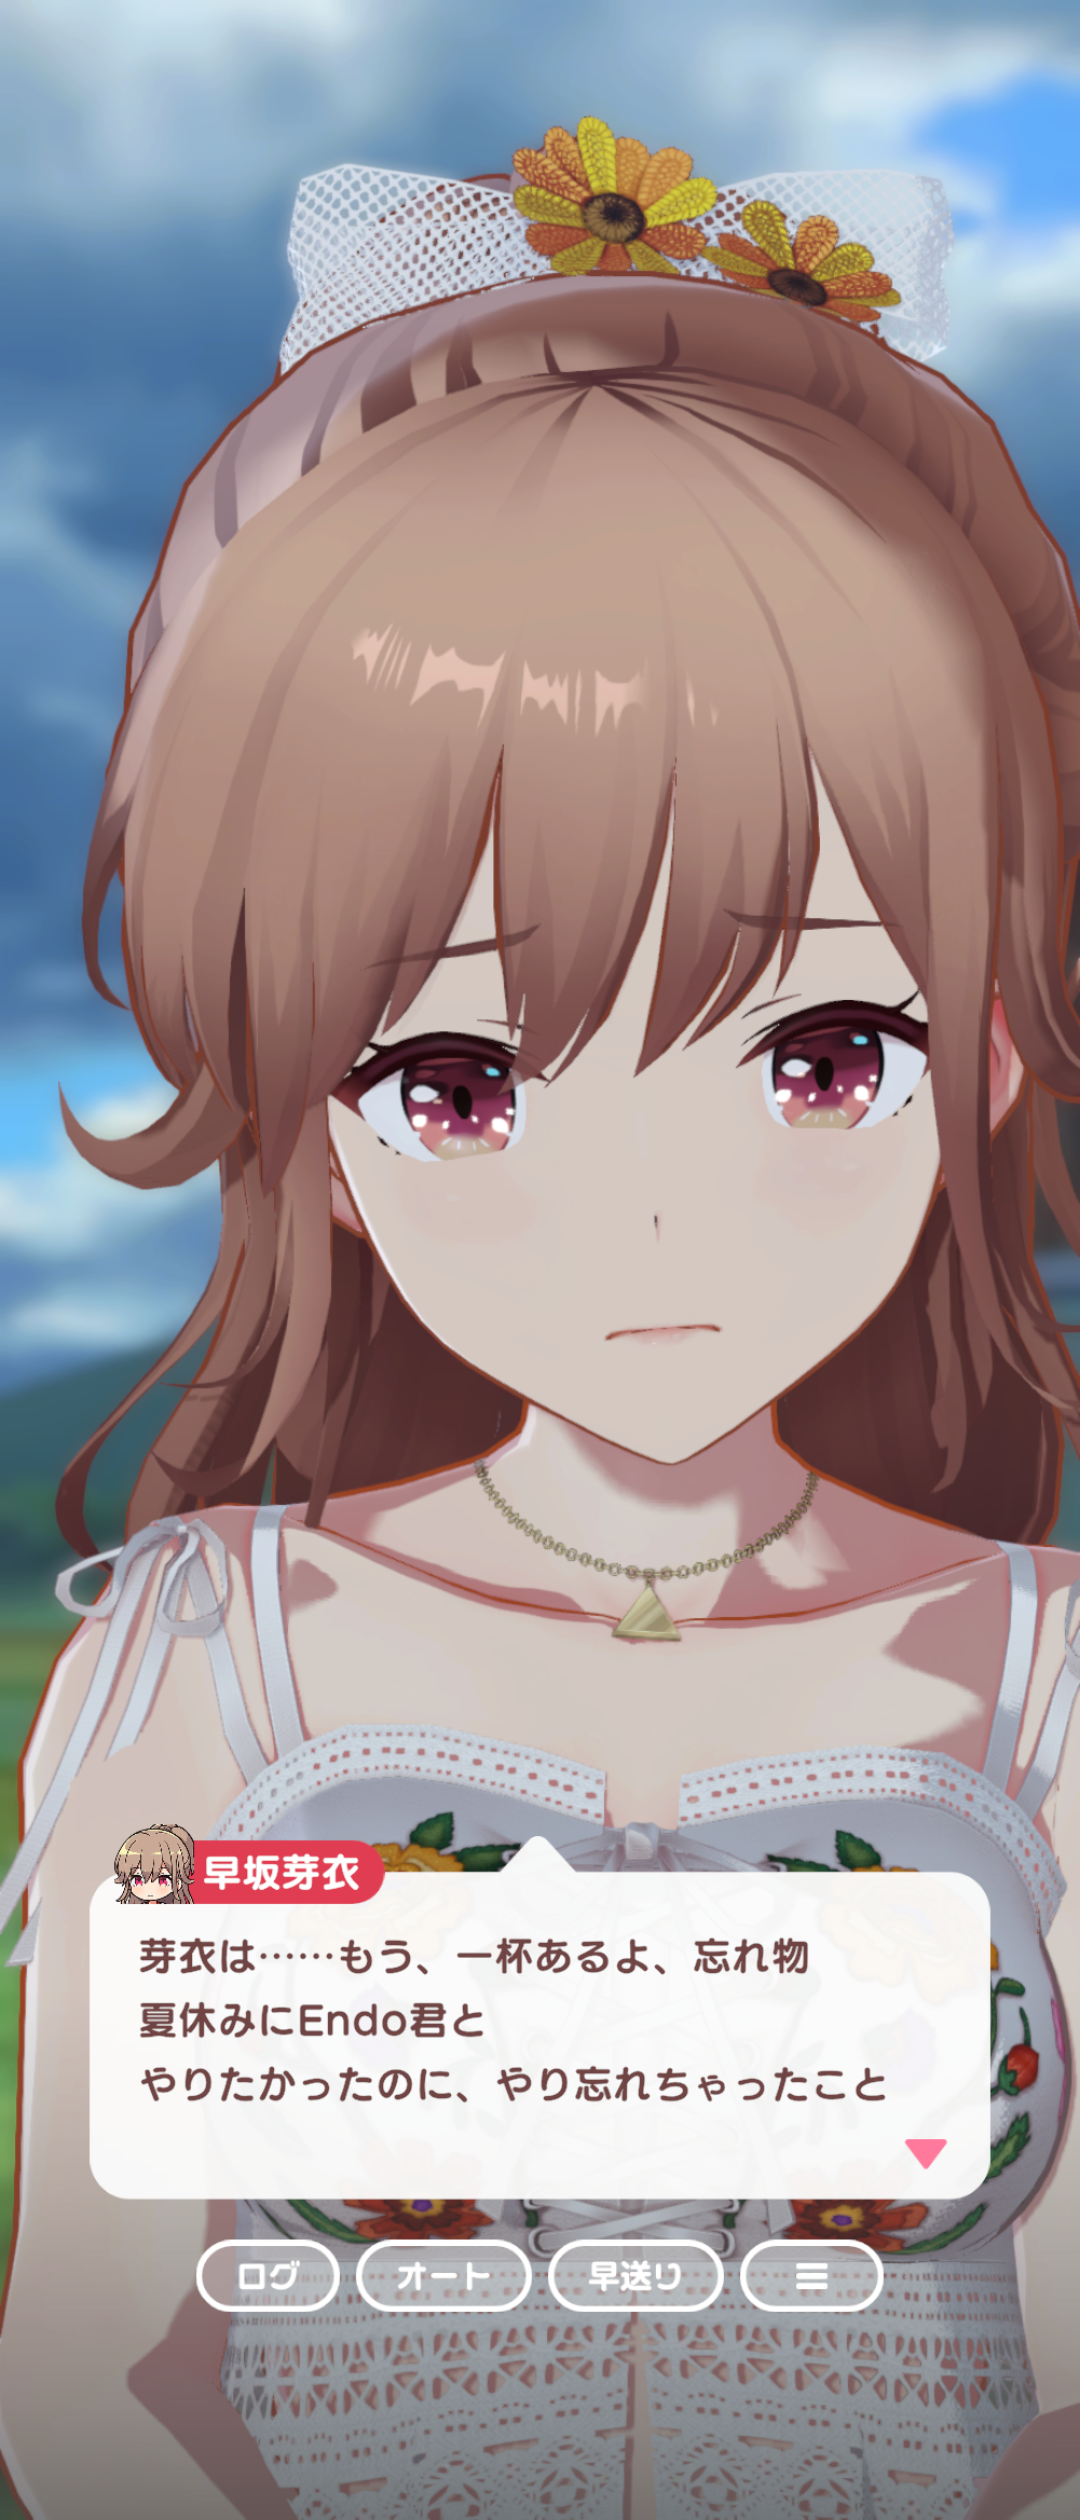 早坂芽衣
芽衣は……もう、一杯あるよ、忘れ物
夏休みにEndo君と
やりたかったのに、やり忘れちゃったこと
ログ
オート
早送り